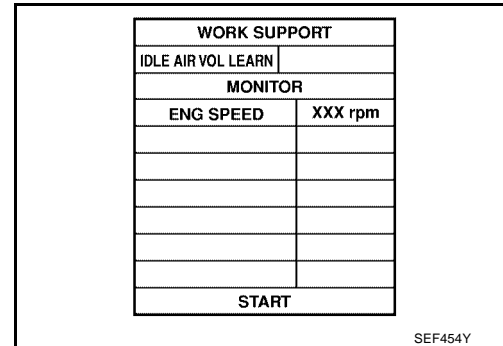 WORK SUPPORT
IDLE AIR VOL LEARN
MONITOR
ENG SPEED XXX rpm
START
SEF454Y